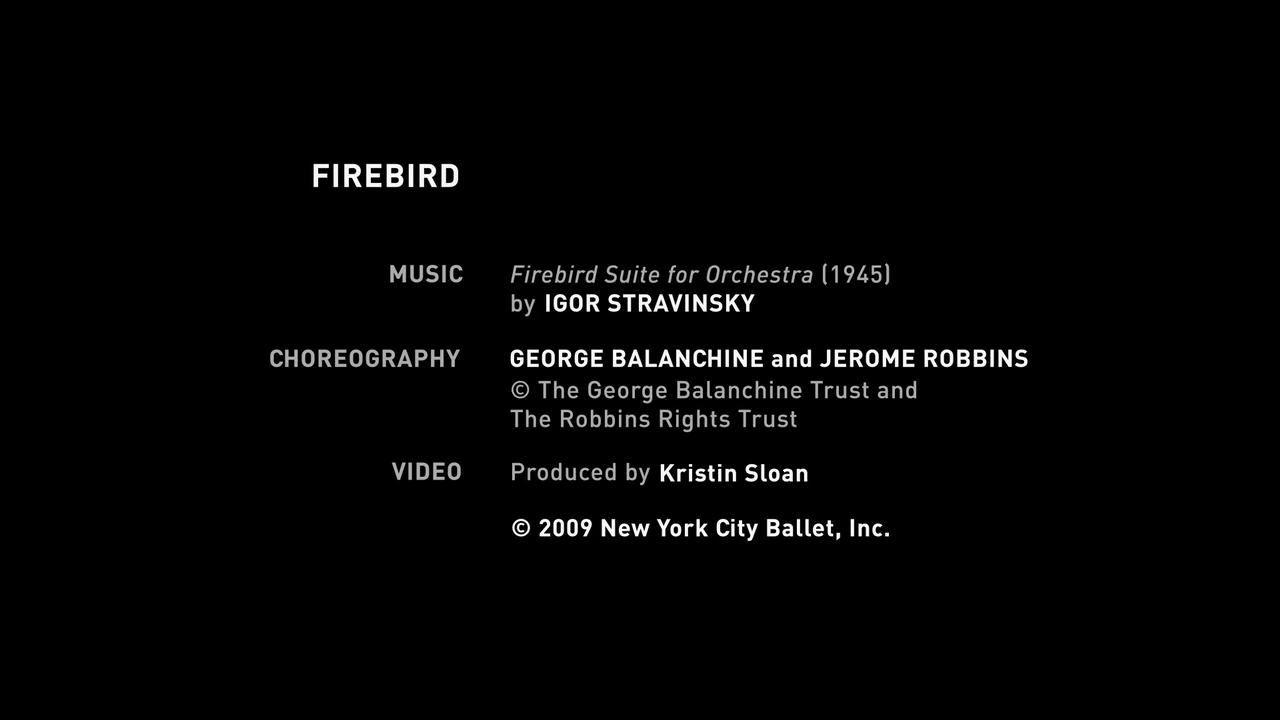 FIREBIRD
MUSIC Firebird Suite for Orchestra (1945)
by IGOR STRAVINSKY
CHOREOGRAPHY GEORGE BALANCHINE and JEROME ROBBINS
© The George Balanchine Trust and
The Robbins Rights Trust
VIDEO Produced by Kristin Sloan
© 2009 New York City Ballet, Inc.